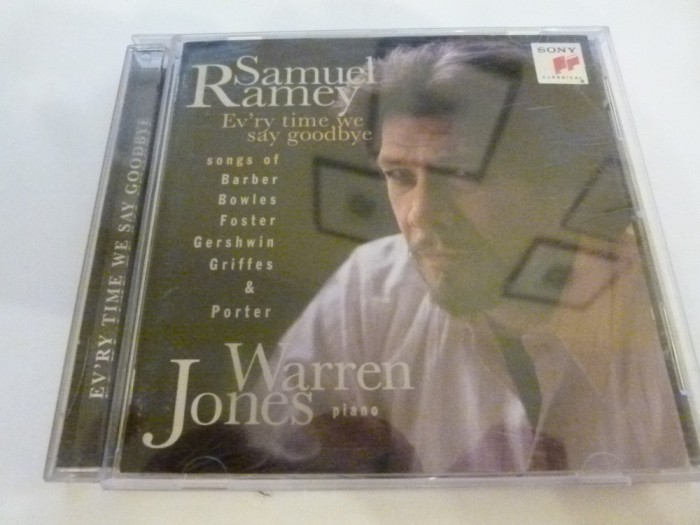 Samuel
Ramey
Ev'ry time we
say goodbye
songs of
Barber
Bowles
Foster
Gershwin
Griffes
&
Porter
Warren
Jones piano
SONY
CLASSICAL
EV'RY TIME WE SAY GOODBYE